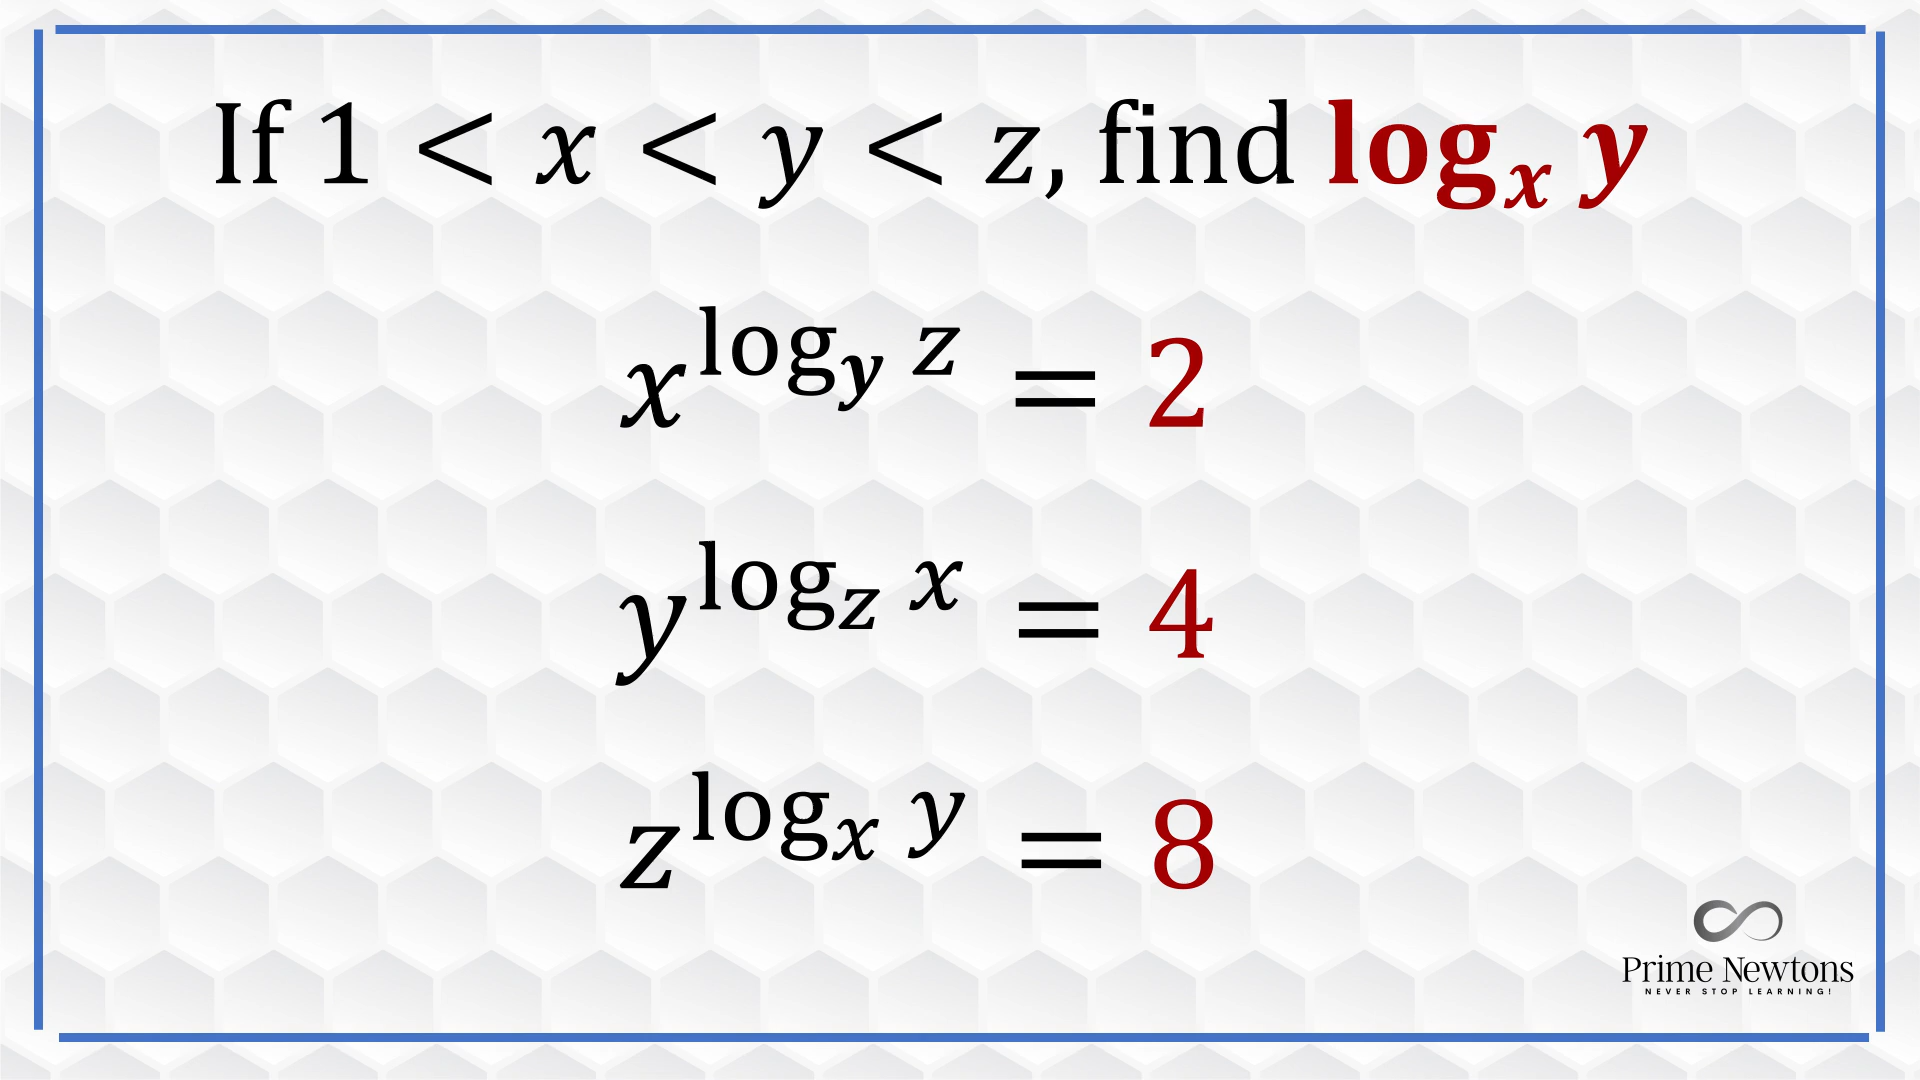 If 1 < x < y < z, find log_x y
x^{log_y z} = 2
y^{log_z x} = 4
z^{log_x y} = 8
Prime Newtons
NEVER STOP LEARNING!